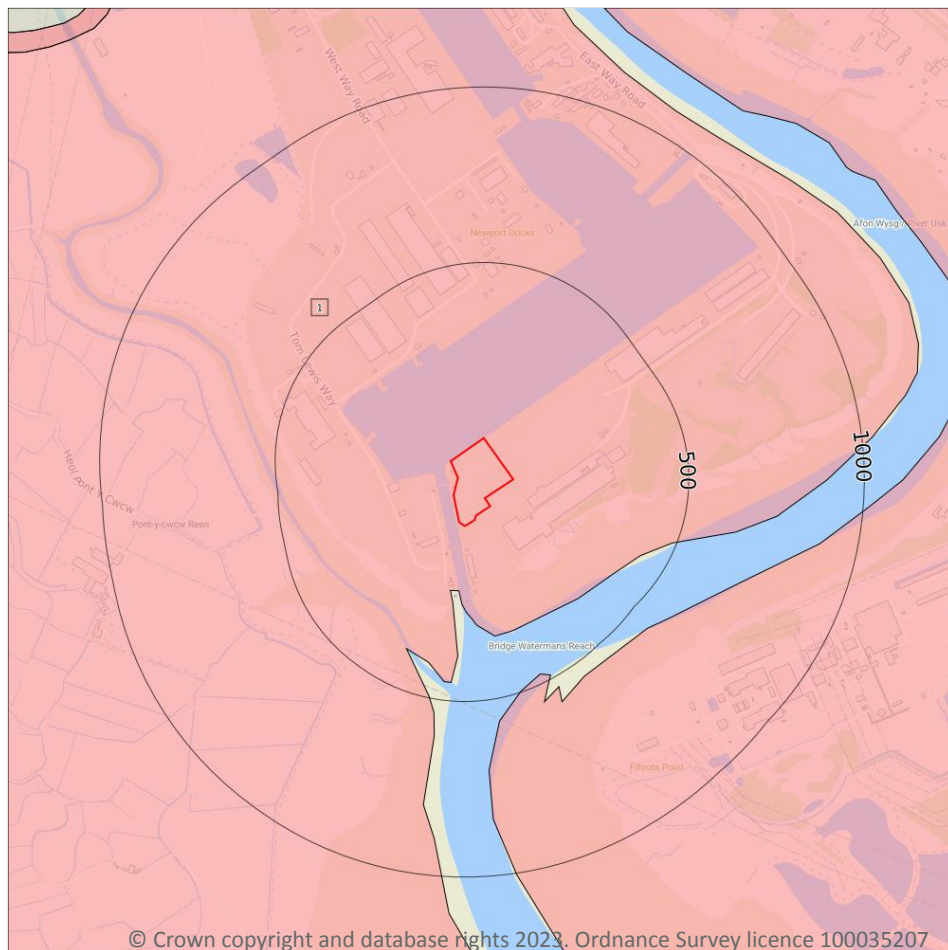 West Way Road
East Way Road
Afon Wysg / River Usk
Newport Docks
1
Tom Lewis Way
1000
500
Heol Pont Y Cwcw
Pont-y-cwcw Reen
Bridge Watermans Reach
Fifoots Point
© Crown copyright and database rights 2023. Ordnance Survey licence 100035207